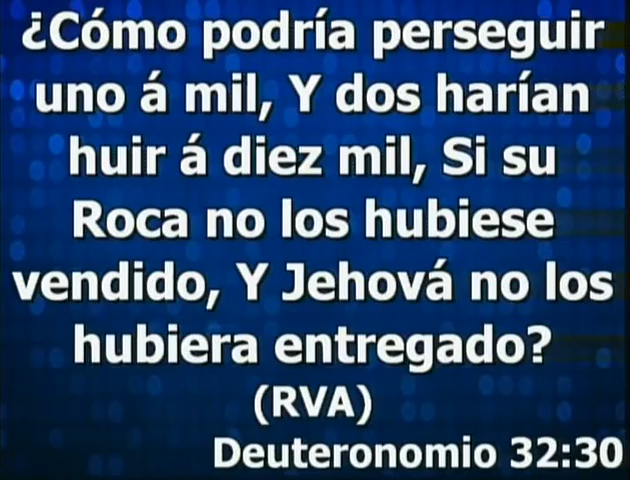 ¿Cómo podría perseguir
uno á mil, Y dos harían
huir á diez mil, Si su
Roca no los hubiese
vendido, Y Jehová no los
hubiera entregado?
(RVA)
Deuteronomio 32:30